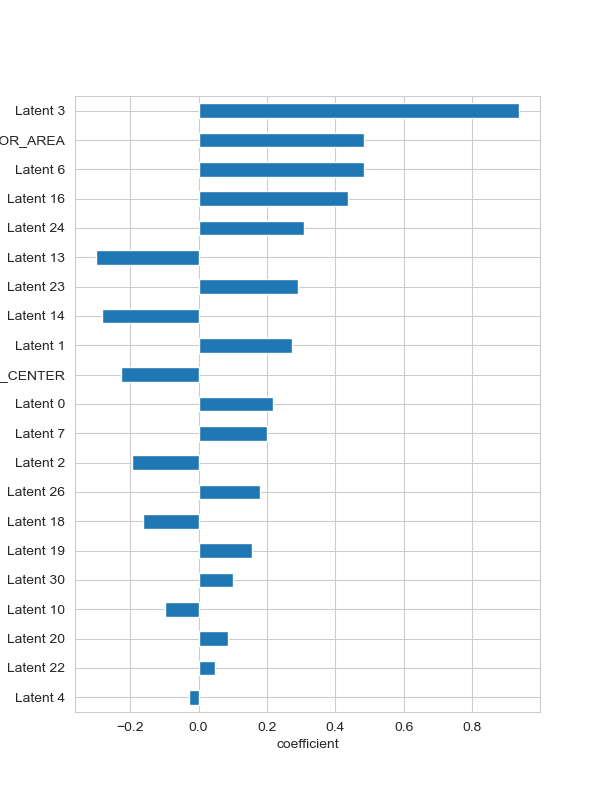 Latent 3
OR_AREA
Latent 6
Latent 16
Latent 24
Latent 13
Latent 23
Latent 14
Latent 1
_CENTER
Latent 0
Latent 7
Latent 2
Latent 26
Latent 18
Latent 19
Latent 30
Latent 10
Latent 20
Latent 22
Latent 4
−0.2 0.0 0.2 0.4 0.6 0.8
coefficient